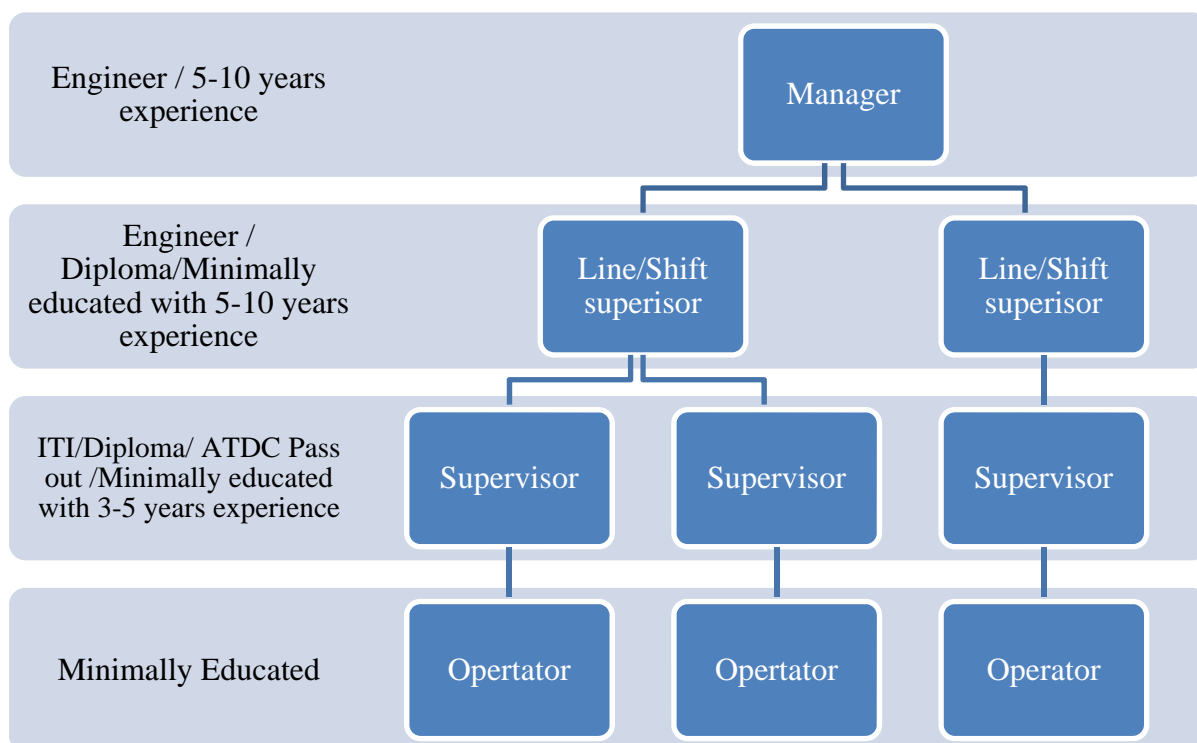 Engineer / 5-10 years
experience
Manager
Engineer /
Diploma/Minimally
educated with 5-10 years
experience
Line/Shift
superisor
Line/Shift
superisor
ITI/Diploma/ ATDC Pass
out /Minimally educated
with 3-5 years experience
Supervisor
Supervisor
Supervisor
Minimally Educated
Opertator
Opertator
Operator